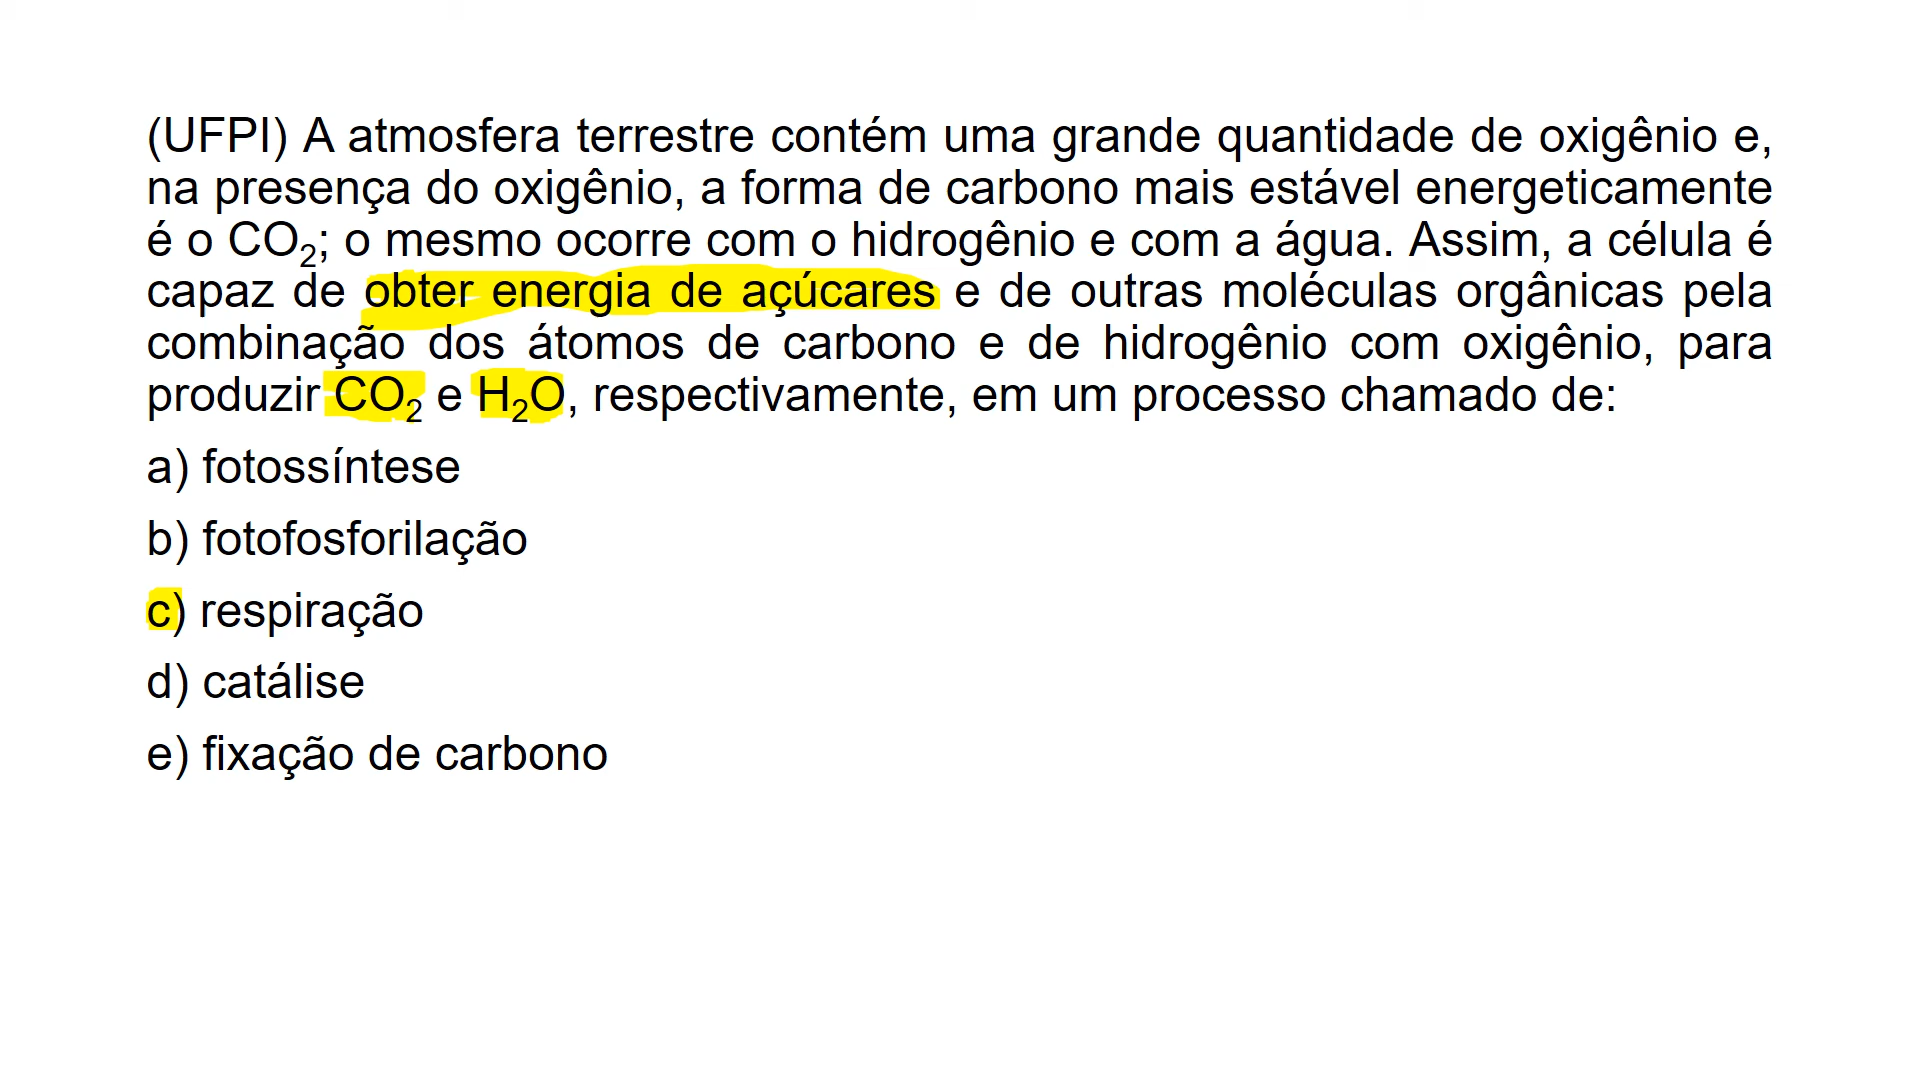 (UFPI) A atmosfera terrestre contém uma grande quantidade de oxigênio e,
na presença do oxigênio, a forma de carbono mais estável energeticamente
é o CO₂; o mesmo ocorre com o hidrogênio e com a água. Assim, a célula é
capaz de obter energia de açúcares e de outras moléculas orgânicas pela
combinação dos átomos de carbono e de hidrogênio com oxigênio, para
produzir CO₂ e H₂O, respectivamente, em um processo chamado de:
a) fotossíntese
b) fotofosforilação
c) respiração
d) catálise
e) fixação de carbono